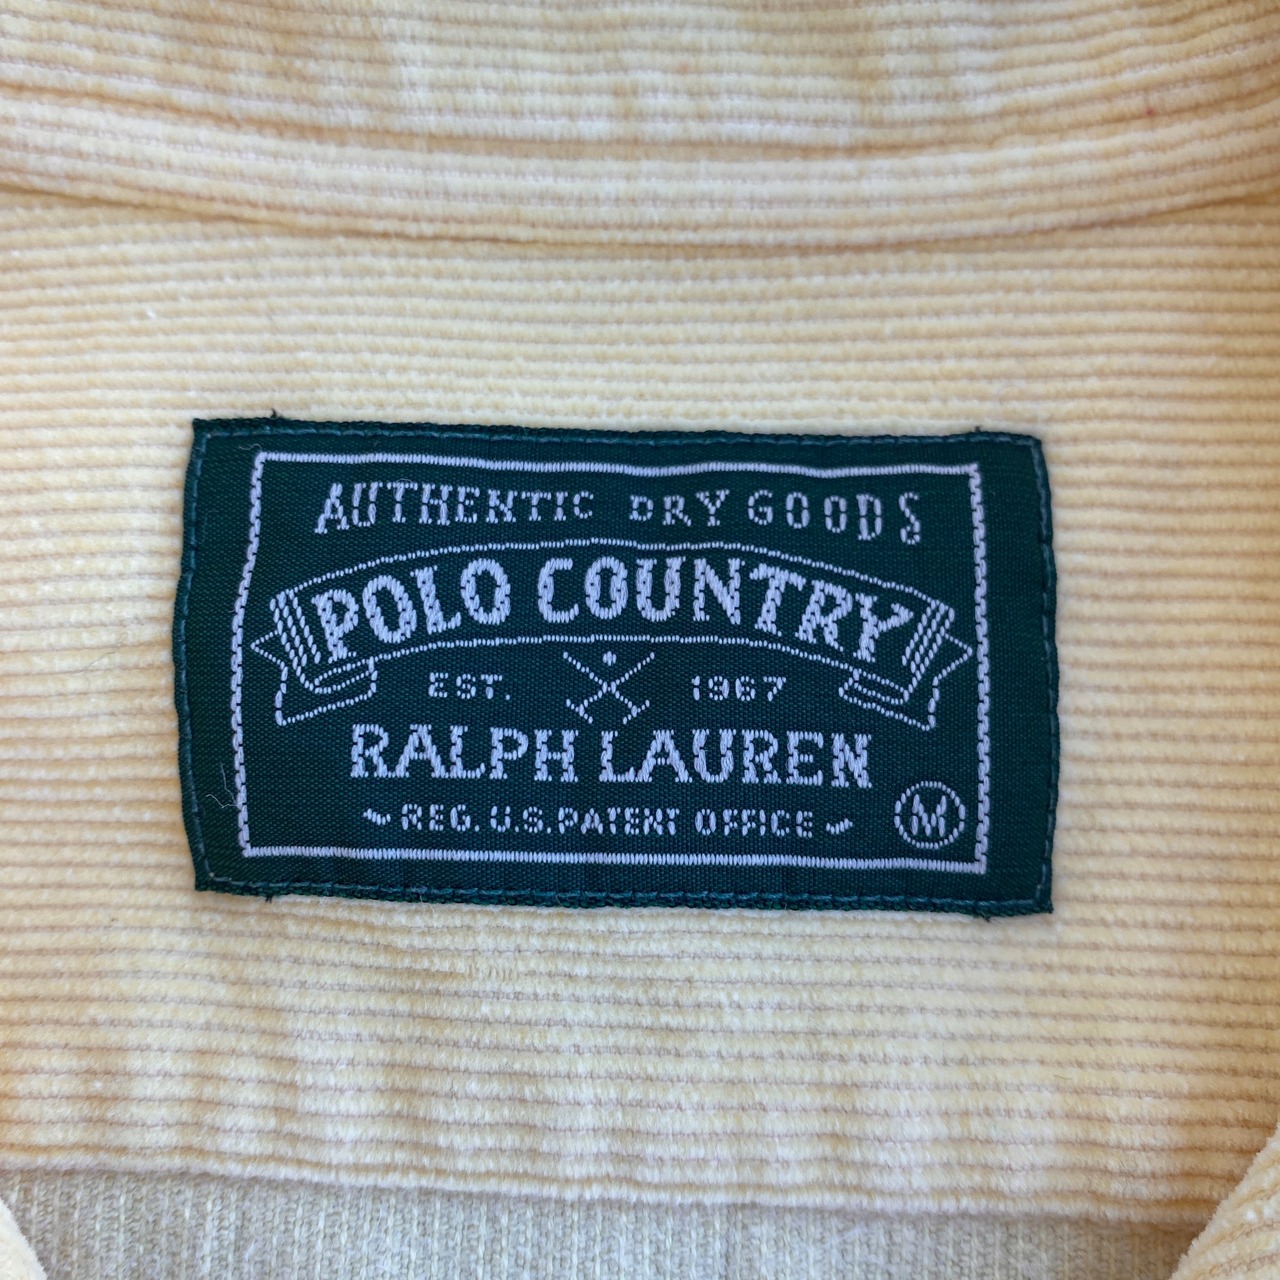 AUTHENTIC DRY GOODS
POLO COUNTRY
EST. 1967
RALPH LAUREN
REG. U.S. PATENT OFFICE
M